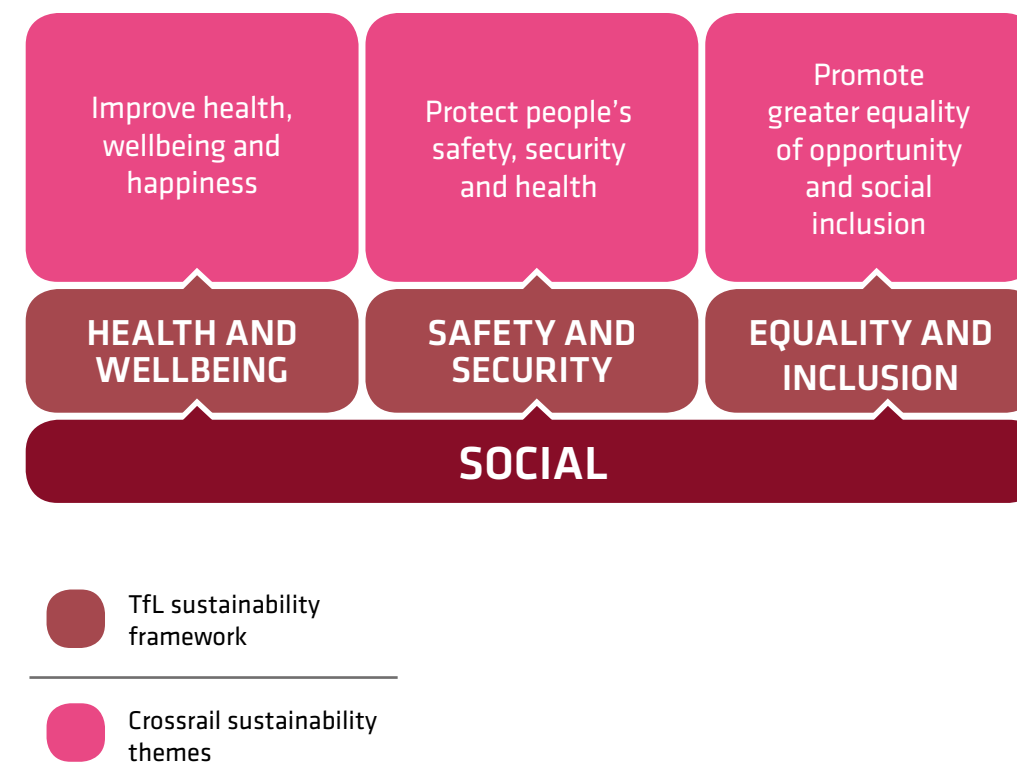 Improve health,
wellbeing and
happiness
Protect people's
safety, security
and health
Promote
greater equality
of opportunity
and social
inclusion
HEALTH AND
WELLBEING
SAFETY AND
SECURITY
EQUALITY AND
INCLUSION
SOCIAL
TfL sustainability
framework
Crossrail sustainability
themes